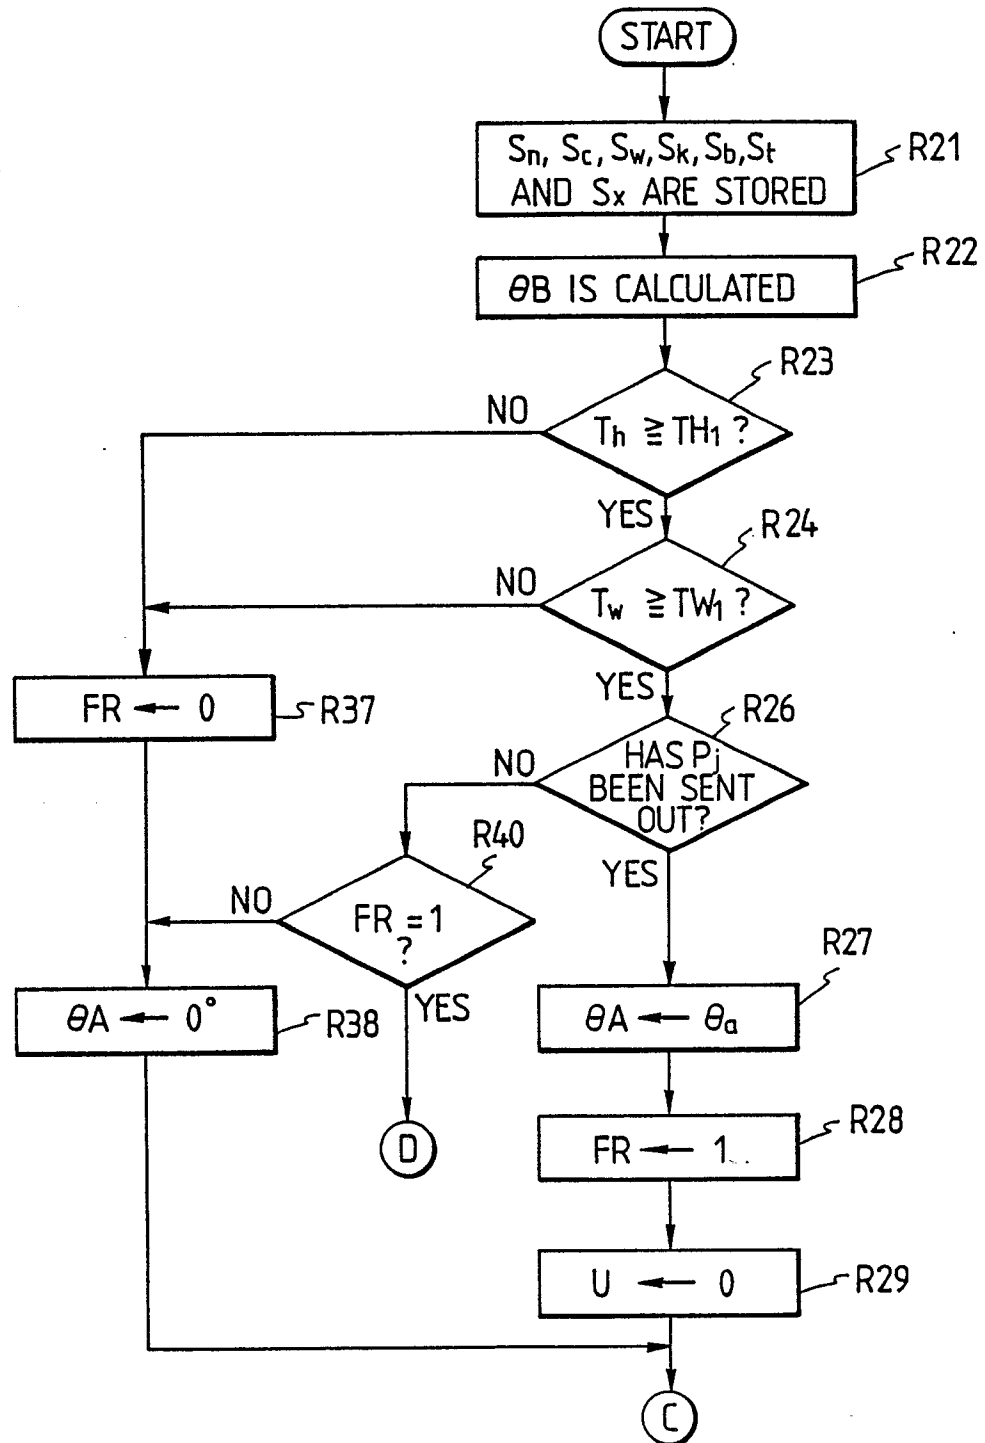 START
Sn, Sc, Sw, Sk, Sb, St
AND Sx ARE STORED
R21
θB IS CALCULATED
R22
R23
Th ≧ TH1 ?
NO
YES
R24
Tw ≧ TW1 ?
NO
YES
FR ← 0
R37
R26
HAS Pj
BEEN SENT
OUT?
NO
YES
R40
FR = 1
?
NO
YES
R27
θA ← θa
θA ← 0°
R38
D
FR ← 1
R28
U ← 0
R29
C